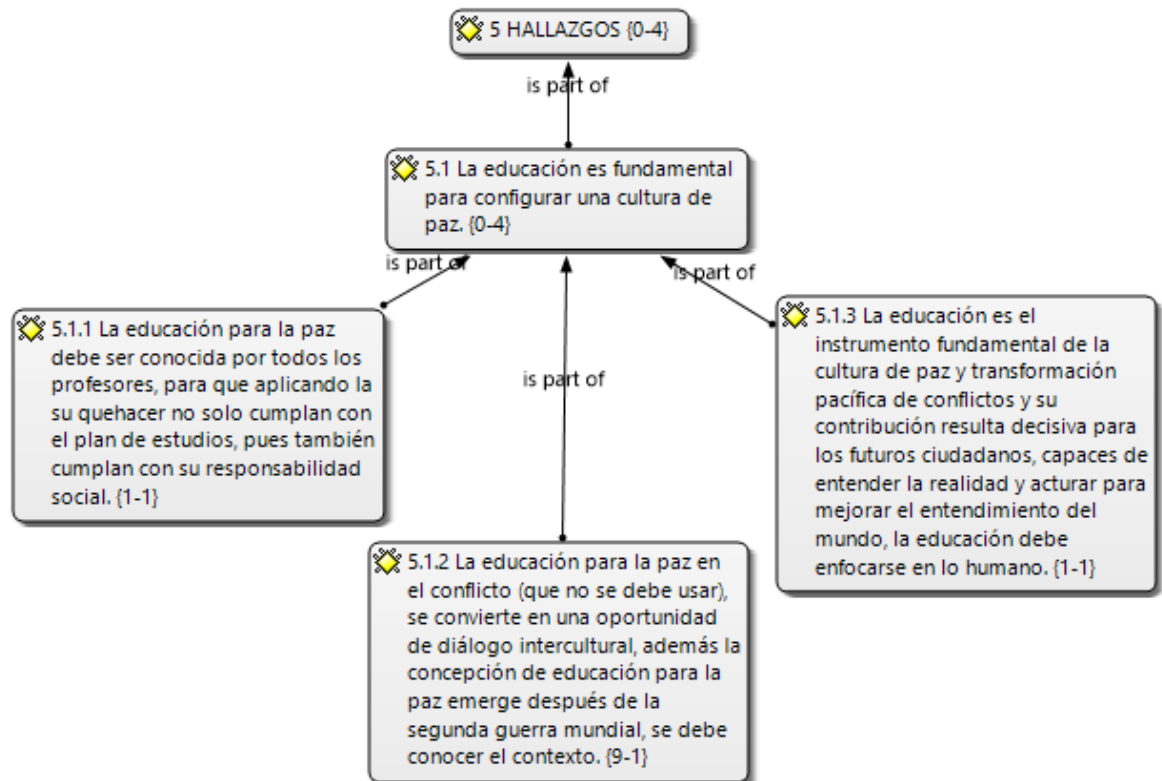 5 HALLAZGOS {0-4}
is part of
5.1 La educación es fundamental
para configurar una cultura de
paz. {0-4}
is part of
is part of
is part of
5.1.1 La educación para la paz
debe ser conocida por todos los
profesores, para que aplicando la
su quehacer no solo cumplan con
el plan de estudios, pues también
cumplan con su responsabilidad
social. {1-1}
5.1.3 La educación es el
instrumento fundamental de la
cultura de paz y transformación
pacífica de conflictos y su
contribución resulta decisiva para
los futuros ciudadanos, capaces de
entender la realidad y acturar para
mejorar el entendimiento del
mundo, la educación debe
enfocarse en lo humano. {1-1}
5.1.2 La educación para la paz en
el conflicto (que no se debe usar),
se convierte en una oportunidad
de diálogo intercultural, además la
concepción de educación para la
paz emerge después de la
segunda guerra mundial, se debe
conocer el contexto. {9-1}